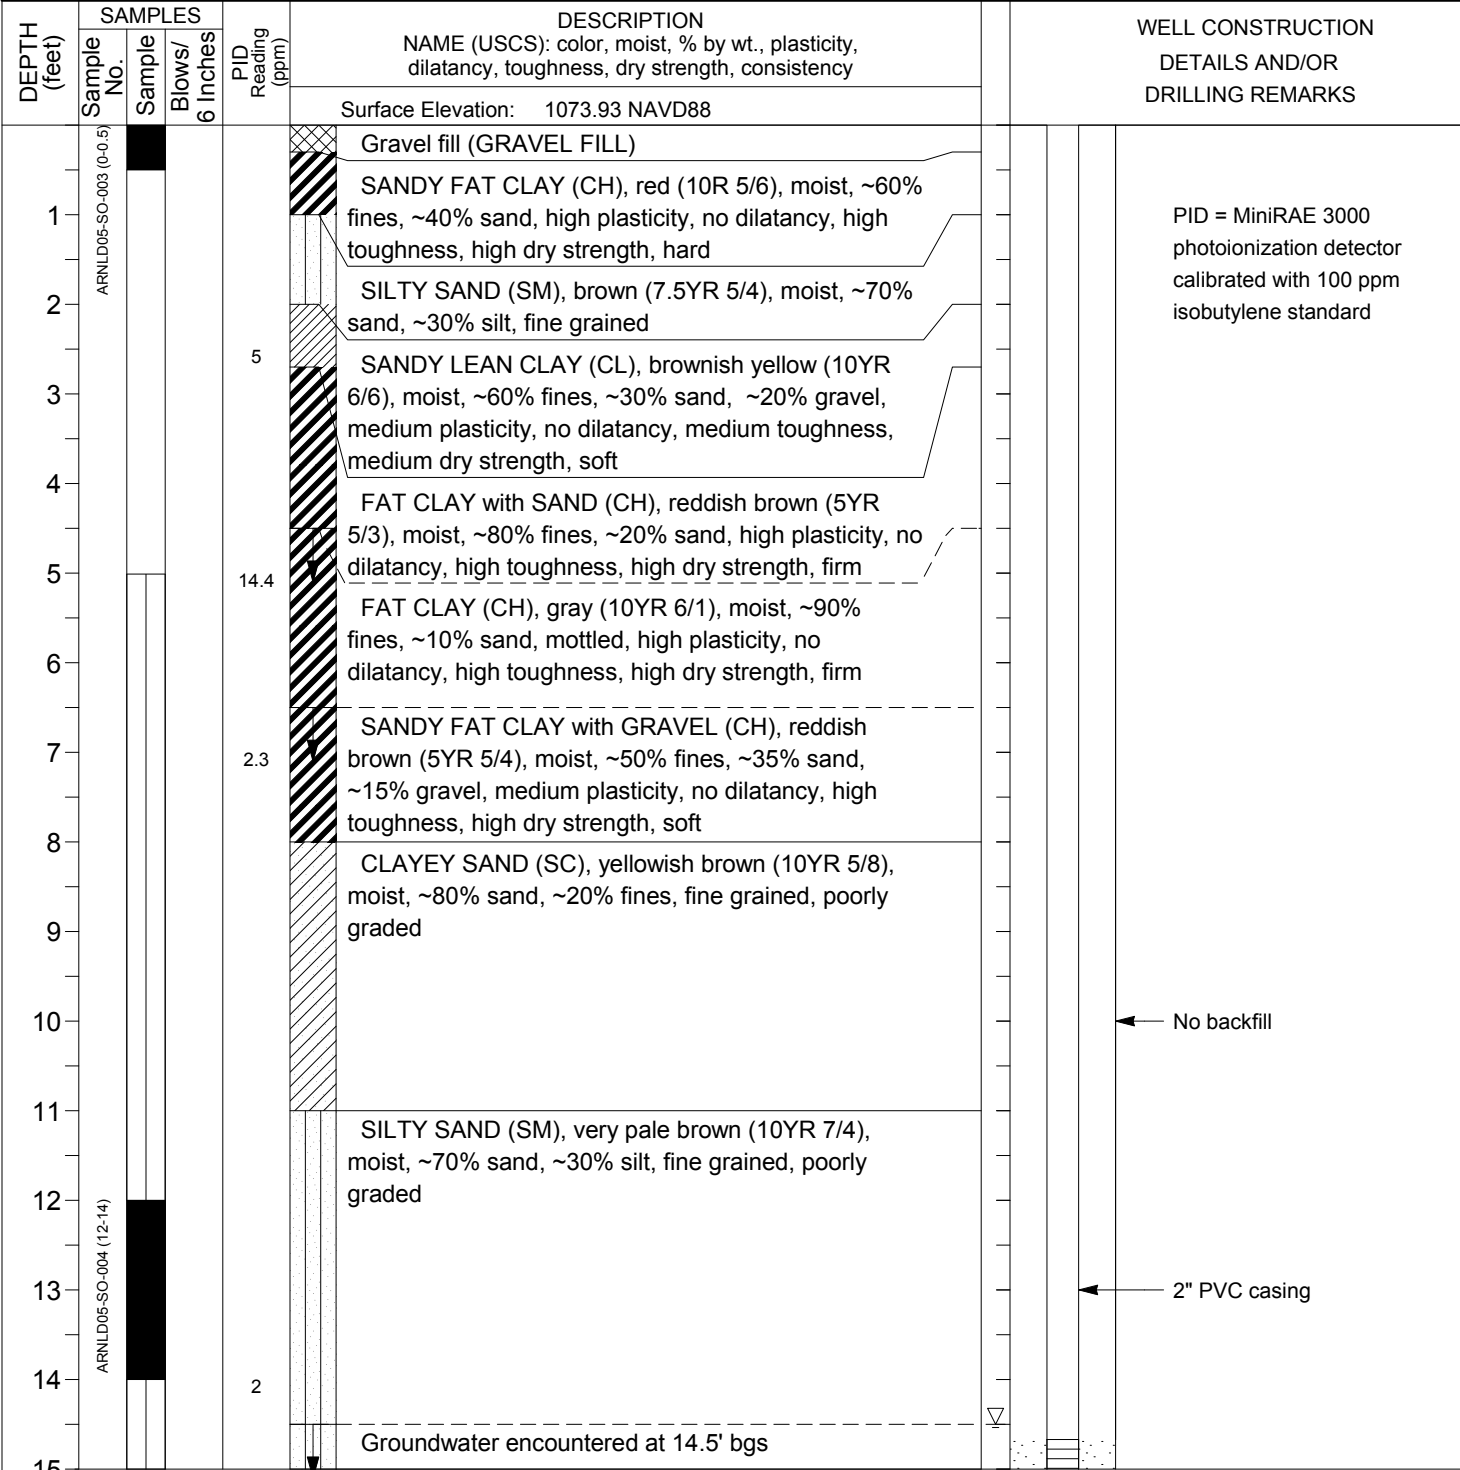 DEPTH
(feet)
SAMPLES
Sample
No.
Sample
Blows/
6 Inches
PID
Reading
(ppm)
DESCRIPTION
NAME (USCS): color, moist, % by wt., plasticity,
dilatancy, toughness, dry strength, consistency
Surface Elevation: 1073.93 NAVD88
WELL CONSTRUCTION
DETAILS AND/OR
DRILLING REMARKS
ARNLD05-SO-003 (0-0.5)
Gravel fill (GRAVEL FILL)
SANDY FAT CLAY (CH), red (10R 5/6), moist, ~60%
fines, ~40% sand, high plasticity, no dilatancy, high
toughness, high dry strength, hard
1
PID = MiniRAE 3000
photoionization detector
calibrated with 100 ppm
isobutylene standard
SILTY SAND (SM), brown (7.5YR 5/4), moist, ~70%
sand, ~30% silt, fine grained
2
5
SANDY LEAN CLAY (CL), brownish yellow (10YR
6/6), moist, ~60% fines, ~30% sand, ~20% gravel,
medium plasticity, no dilatancy, medium toughness,
medium dry strength, soft
3
4
FAT CLAY with SAND (CH), reddish brown (5YR
5/3), moist, ~80% fines, ~20% sand, high plasticity, no
dilatancy, high toughness, high dry strength, firm
5
14.4
FAT CLAY (CH), gray (10YR 6/1), moist, ~90%
fines, ~10% sand, mottled, high plasticity, no
dilatancy, high toughness, high dry strength, firm
6
SANDY FAT CLAY with GRAVEL (CH), reddish
brown (5YR 5/4), moist, ~50% fines, ~35% sand,
~15% gravel, medium plasticity, no dilatancy, high
toughness, high dry strength, soft
7
2.3
8
CLAYEY SAND (SC), yellowish brown (10YR 5/8),
moist, ~80% sand, ~20% fines, fine grained, poorly
graded
9
10
No backfill
11
SILTY SAND (SM), very pale brown (10YR 7/4),
moist, ~70% sand, ~30% silt, fine grained, poorly
graded
12
ARNLD05-SO-004 (12-14)
13
2" PVC casing
14
2
Groundwater encountered at 14.5' bgs
15